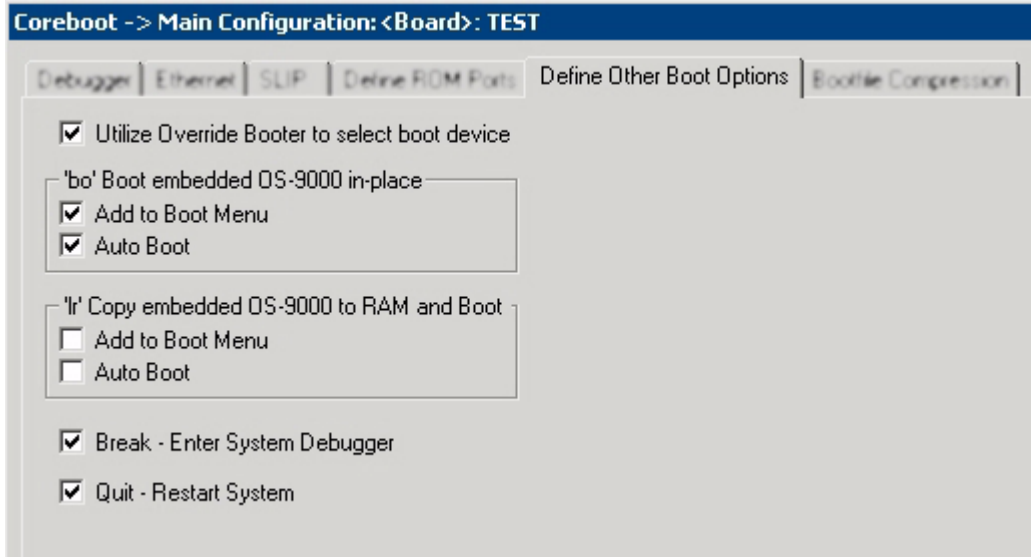 Coreboot -> Main Configuration: <Board>: TEST
Debugger Ethernet SLIP Define ROM Ports Define Other Boot Options Bootfile Compression
Utilize Override Booter to select boot device
'bo' Boot embedded OS-9000 in-place
Add to Boot Menu
Auto Boot
'lr' Copy embedded OS-9000 to RAM and Boot
Add to Boot Menu
Auto Boot
Break - Enter System Debugger
Quit - Restart System